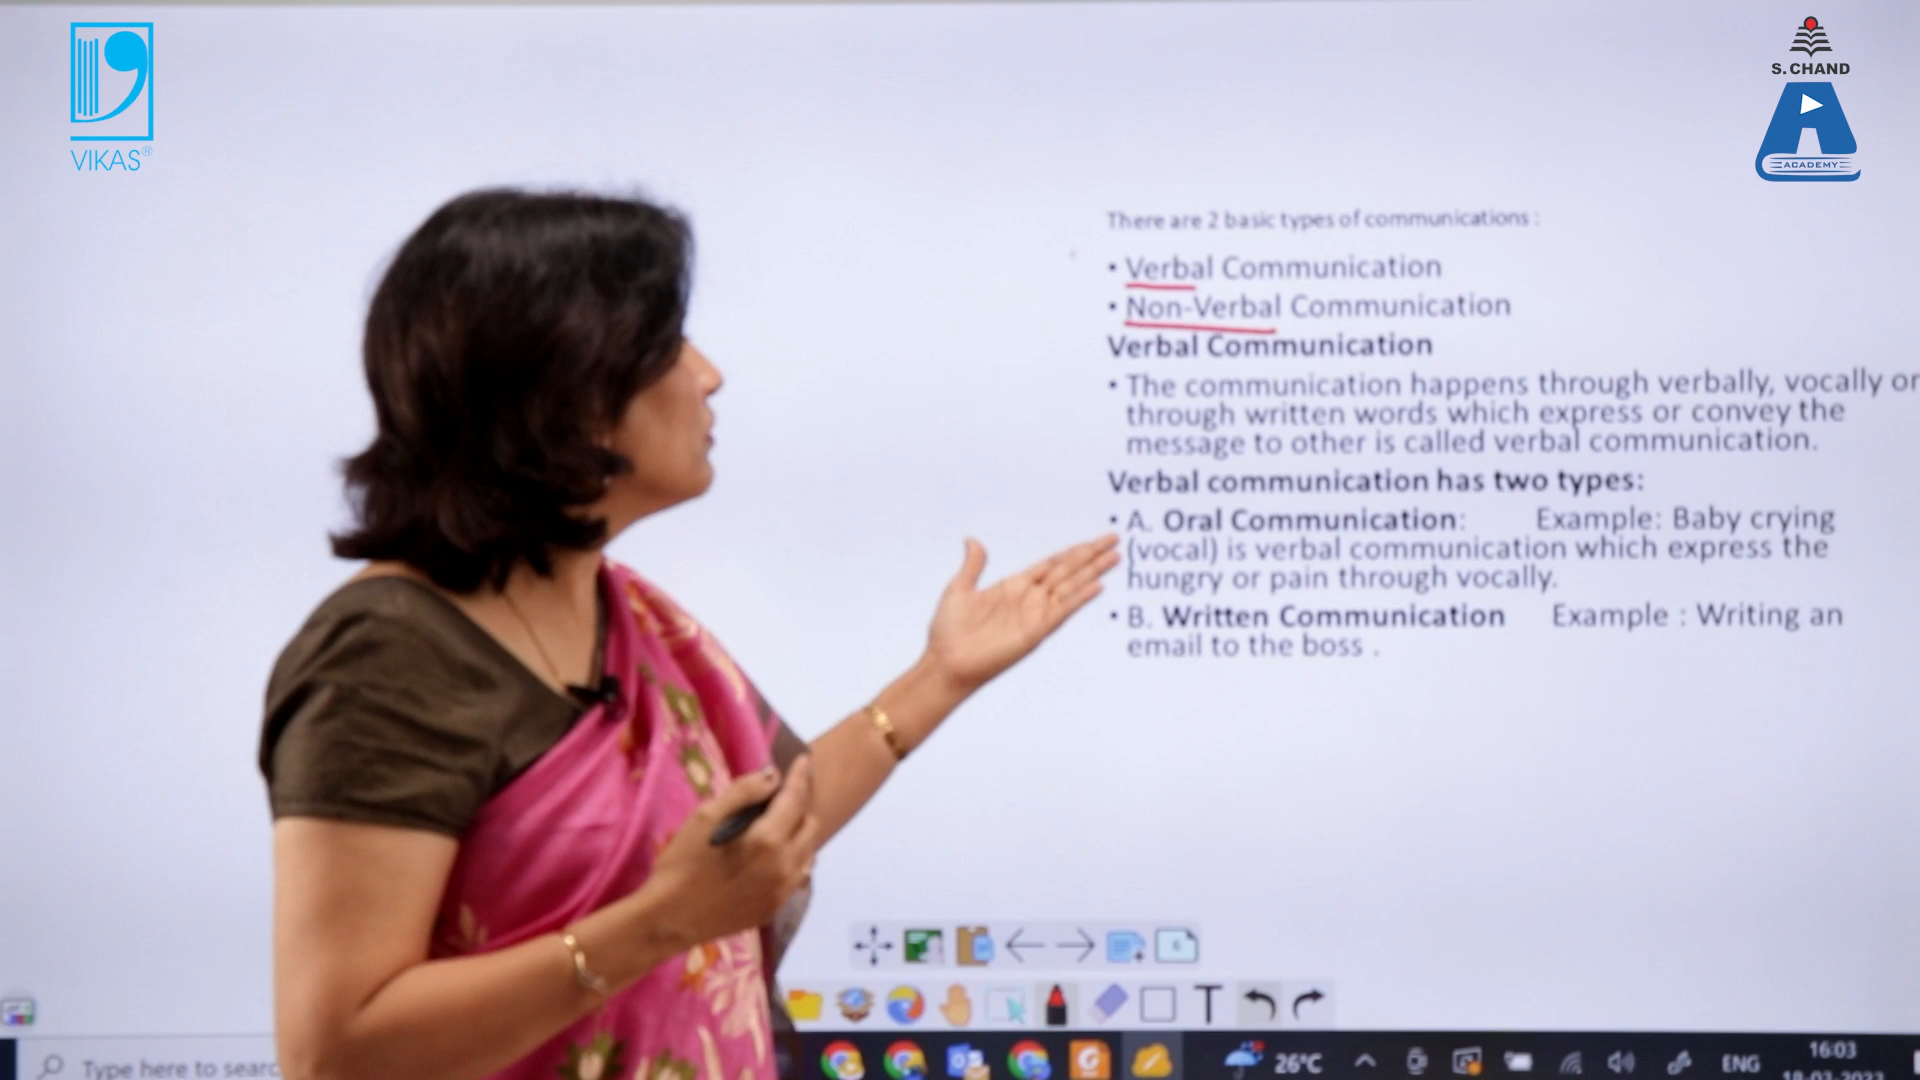 VIKAS®
S. CHAND
ACADEMY
There are 2 basic types of communications :
• Verbal Communication
• Non-Verbal Communication
Verbal Communication
• The communication happens through verbally, vocally or
through written words which express or convey the
message to other is called verbal communication.
Verbal communication has two types:
• A. Oral Communication: Example: Baby crying
(vocal) is verbal communication which express the
hungry or pain through vocally.
• B. Written Communication Example : Writing an
email to the boss .
6
T
Type here to searc
26°C
ENG
16:03
18-03-2023